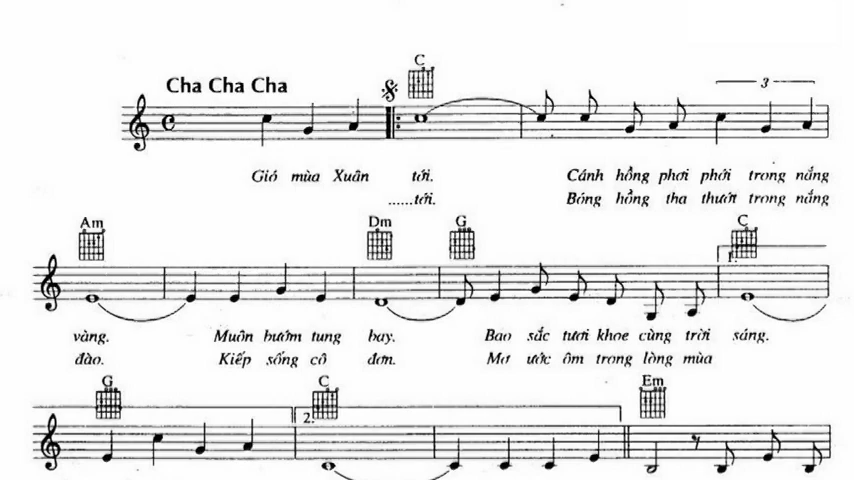 C
Cha Cha Cha
3
Gió mùa Xuân tới. Cánh hồng phơi phới trong nắng
......tới. Bóng hồng tha thướt trong nắng
Am Dm G C
1.
vàng. Muôn bướm tung bay. Bao sắc tươi khoe cùng trời sáng.
đào. Kiếp sống cô đơn. Mơ ước ôm trong lòng mùa
G C Em
2.